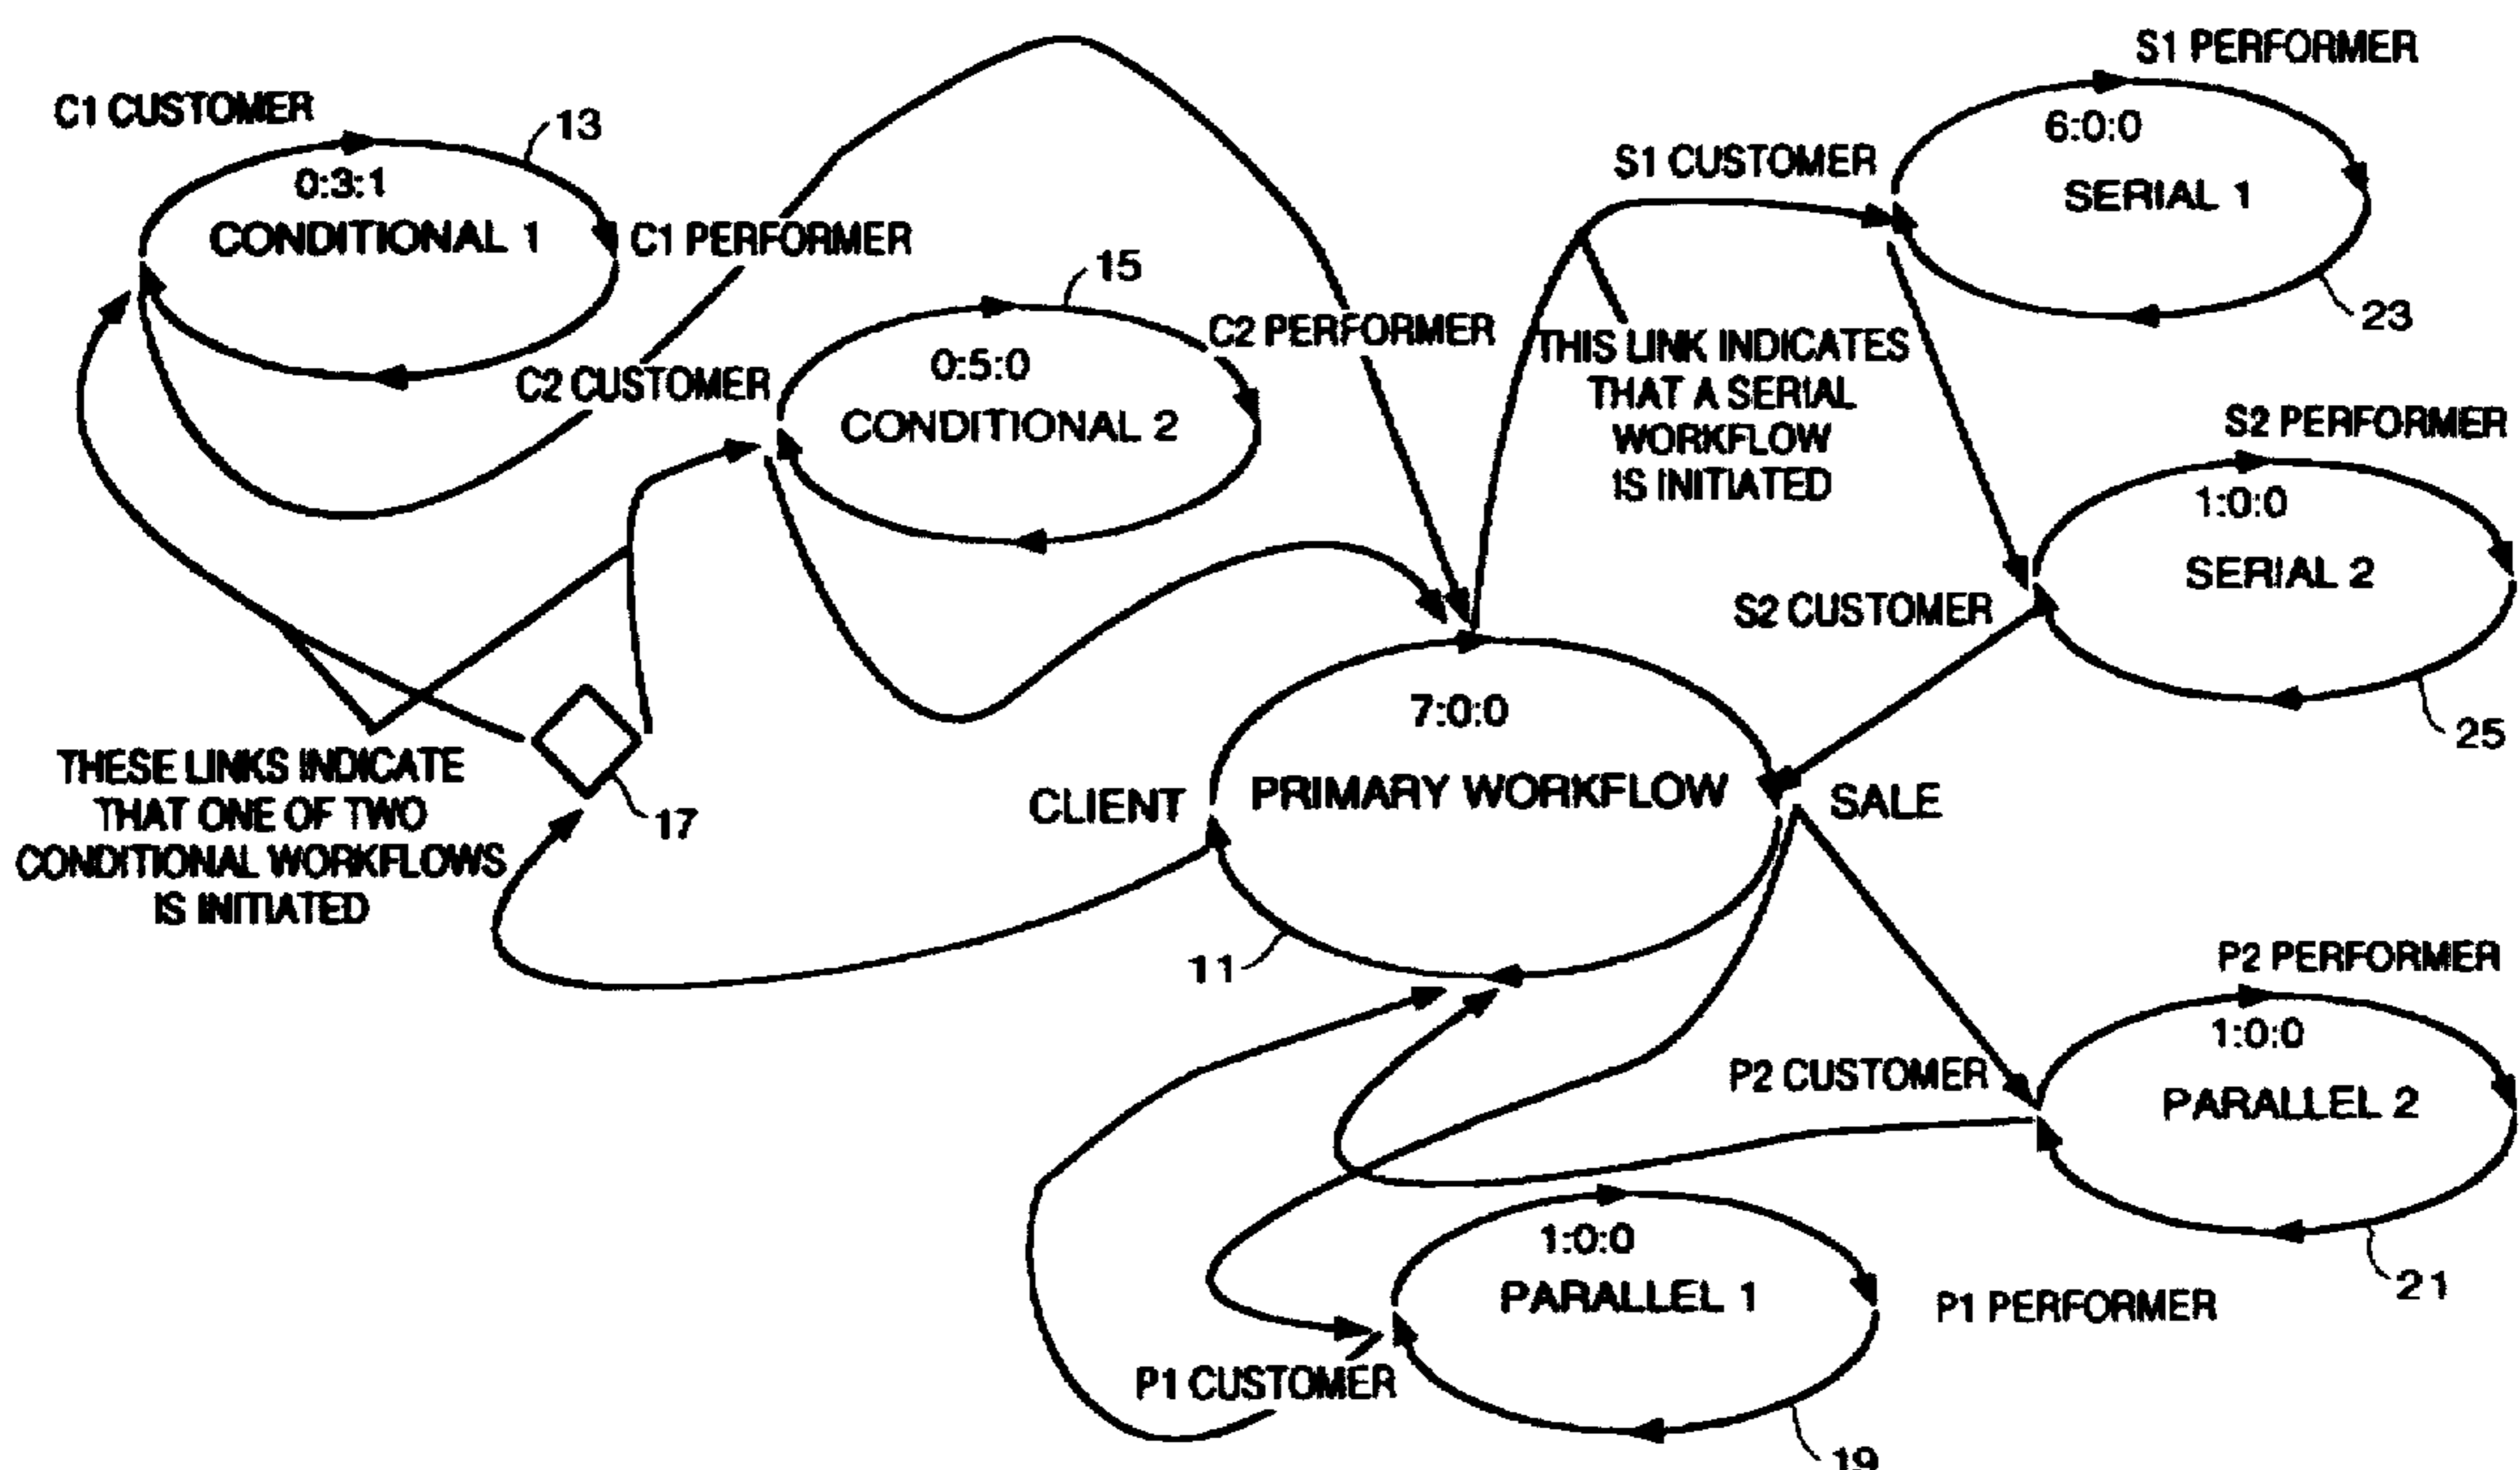 S1 PERFORMER
C1 CUSTOMER
13
6:0:0
0:3:1
S1 CUSTOMER
SERIAL 1
CONDITIONAL 1
C1 PERFORMER
15
23
C2 PERFORMER
THIS LINK INDICATES
THAT A SERIAL
WORKFLOW
IS INITIATED
0:5:0
C2 CUSTOMER
CONDITIONAL 2
S2 PERFORMER
1:0:0
SERIAL 2
S2 CUSTOMER
25
7:0:0
THESE LINKS INDICATE
THAT ONE OF TWO
CONDITIONAL WORKFLOWS
IS INITIATED
17
CLIENT
PRIMARY WORKFLOW
SALE
11
P2 PERFORMER
1:0:0
P2 CUSTOMER
PARALLEL 2
21
1:0:0
PARALLEL 1
P1 PERFORMER
P1 CUSTOMER
19